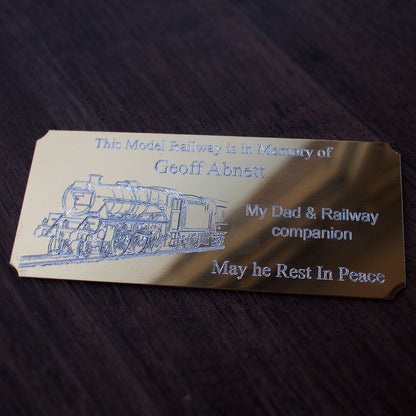 This Model Railway is in Memory of
Geoff Abnett
My Dad & Railway
companion
May he Rest In Peace